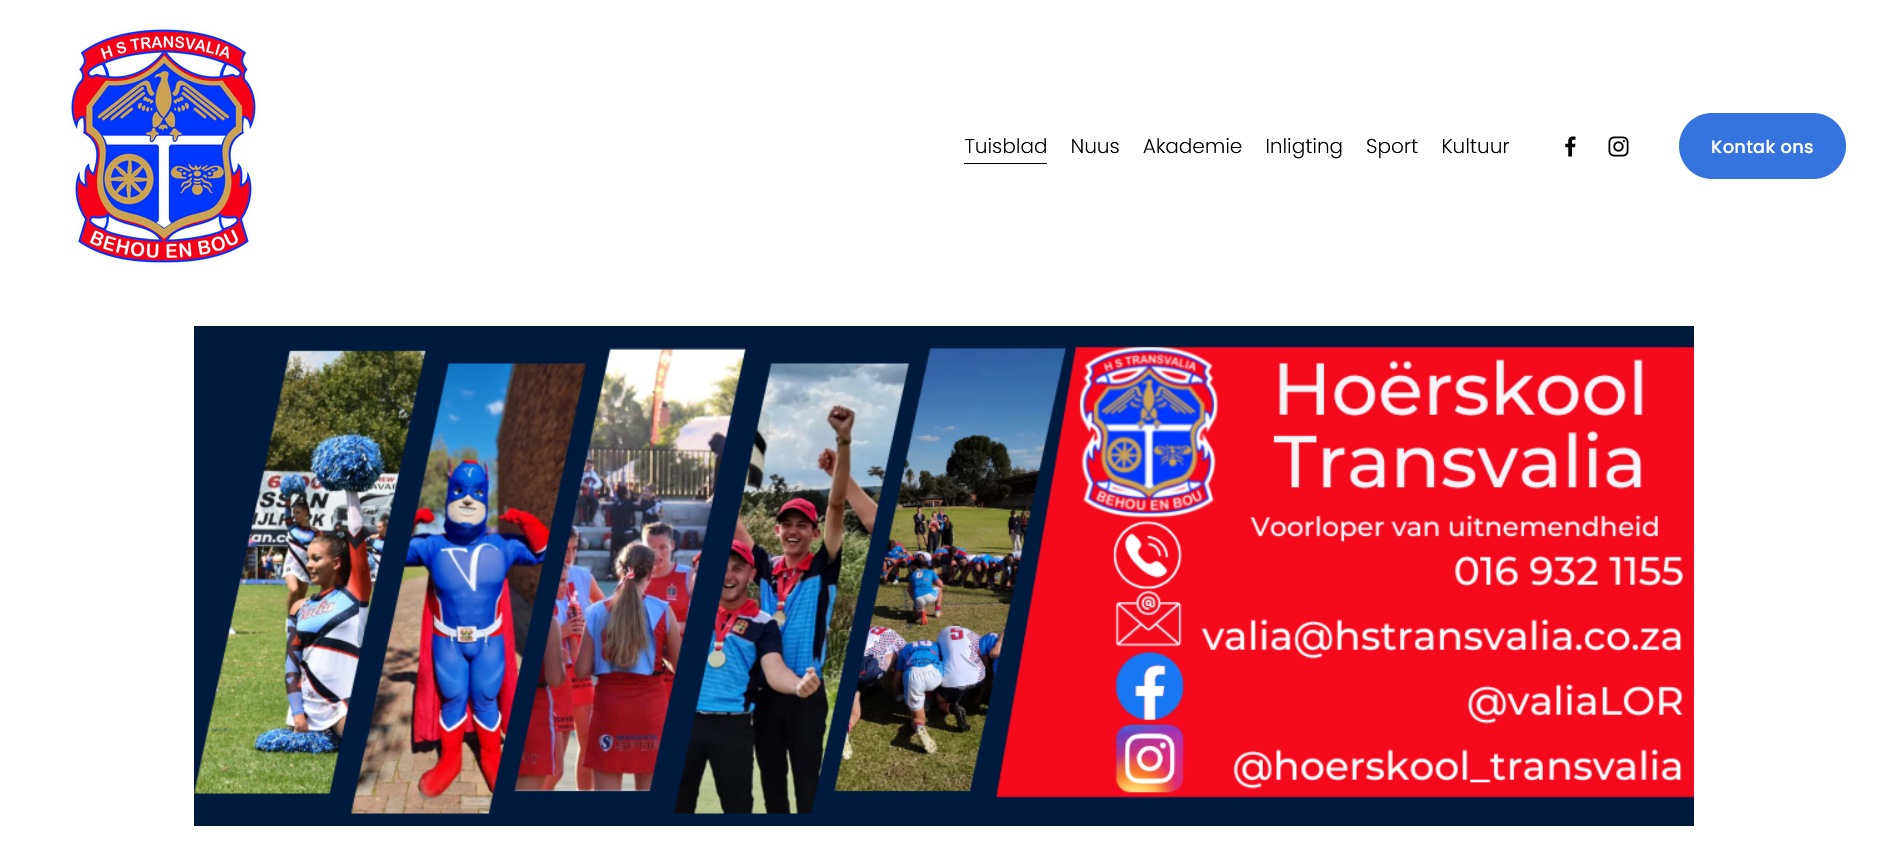 H S TRANSVALIA
BEHOU EN BOU
Tuisblad Nuus Akademie Inligting Sport Kultuur Kontak ons
H S TRANSVALIA
BEHOU EN BOU
Hoërskool
Transvalia
Voorloper van uitnemendheid
016 932 1155
valia@hstransvalia.co.za
@valiaLOR
@hoerskool_transvalia